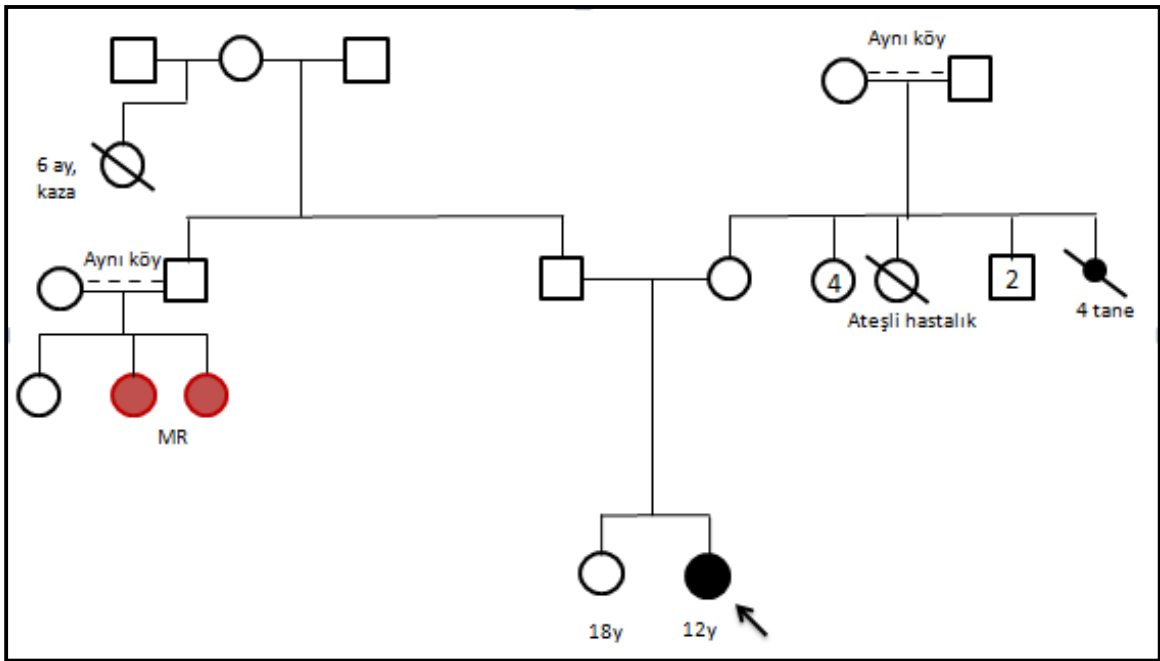 Aynı köy
6 ay,
kaza
Aynı köy
4
2
Ateşli hastalık
4 tane
MR
18y
12y